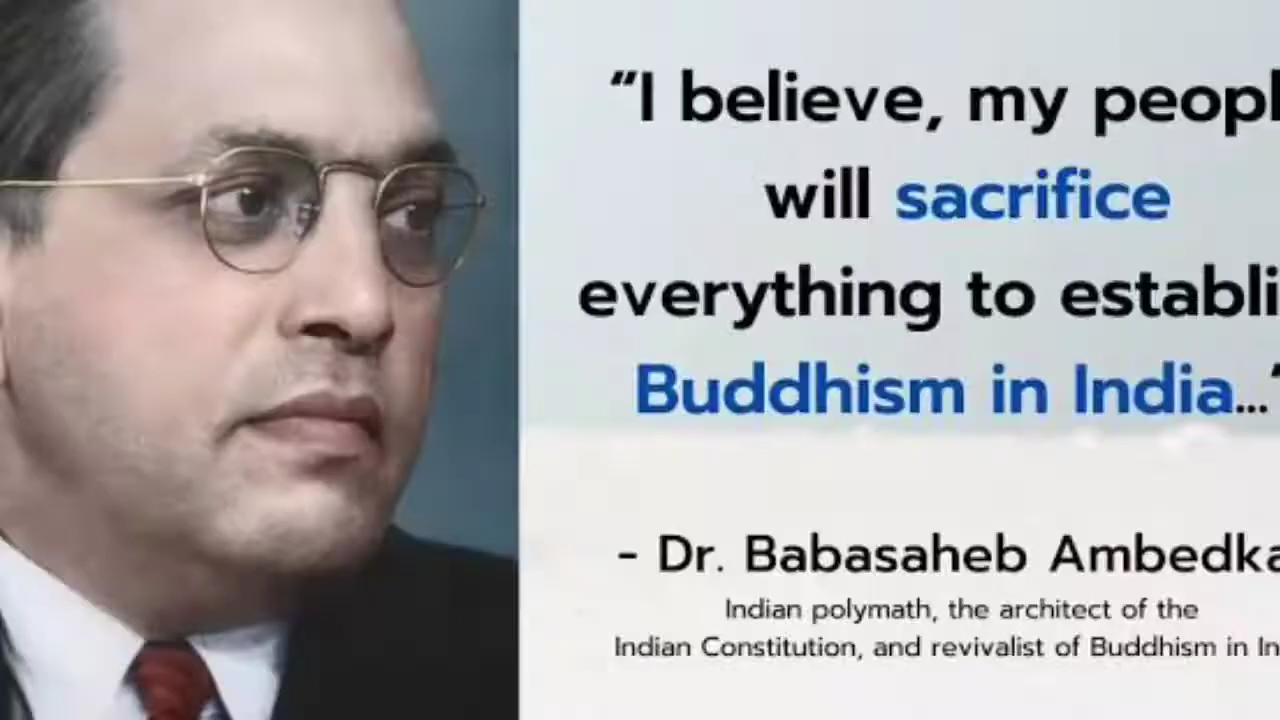 “I believe, my peopl
will sacrifice
everything to establi
Buddhism in India...”
- Dr. Babasaheb Ambedka
Indian polymath, the architect of the
Indian Constitution, and revivalist of Buddhism in In